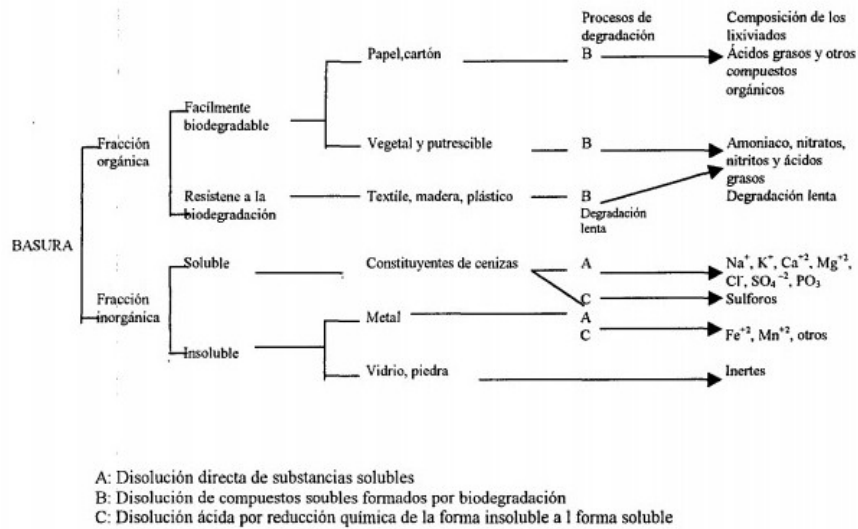 Procesos de
degradación
Composición de los
lixiviados
Papel,cartón
B
Ácidos grasos y otros
compuestos
orgánicos
Facilmente
biodegradable
Vegetal y putrescible
B
Amoniaco, nitratos,
nitritos y ácidos
grasos
Fracción
orgánica
Resistene a la
biodegradación
Textile, madera, plástico
B
Degradación
lenta
Degradación lenta
BASURA
Soluble
Constituyentes de cenizas
A
Na⁺, K⁺, Ca⁺², Mg⁺²,
Cl⁻, SO₄⁻², PO₃
C
Sulforos
Fracción
inorgánica
Metal
A
C
Fe⁺², Mn⁺², otros
Insoluble
Vidrio, piedra
Inertes
A: Disolución directa de substancias solubles
B: Disolución de compuestos soubles formados por biodegradación
C: Disolución ácida por reducción química de la forma insoluble a l forma soluble